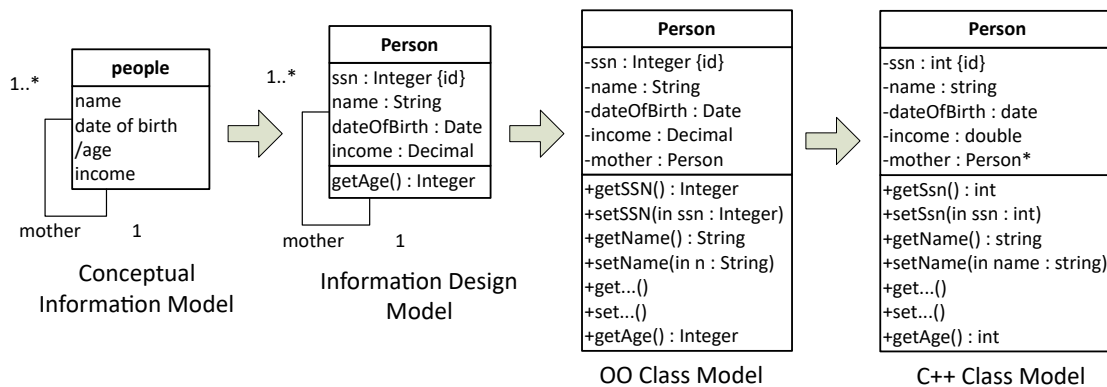 1..*
people
name
date of birth
/age
income
mother
1
Conceptual
Information Model
1..*
Person
ssn : Integer {id}
name : String
dateOfBirth : Date
income : Decimal
getAge() : Integer
mother
1
Information Design
Model
Person
-ssn : Integer {id}
-name : String
-dateOfBirth : Date
-income : Decimal
-mother : Person
+getSSN() : Integer
+setSSN(in ssn : Integer)
+getName() : String
+setName(in n : String)
+get...()
+set...()
+getAge() : Integer
OO Class Model
Person
-ssn : int {id}
-name : string
-dateOfBirth : date
-income : double
-mother : Person*
+getSsn() : int
+setSsn(in ssn : int)
+getName() : string
+setName(in name : string)
+get...()
+set...()
+getAge() : int
C++ Class Model